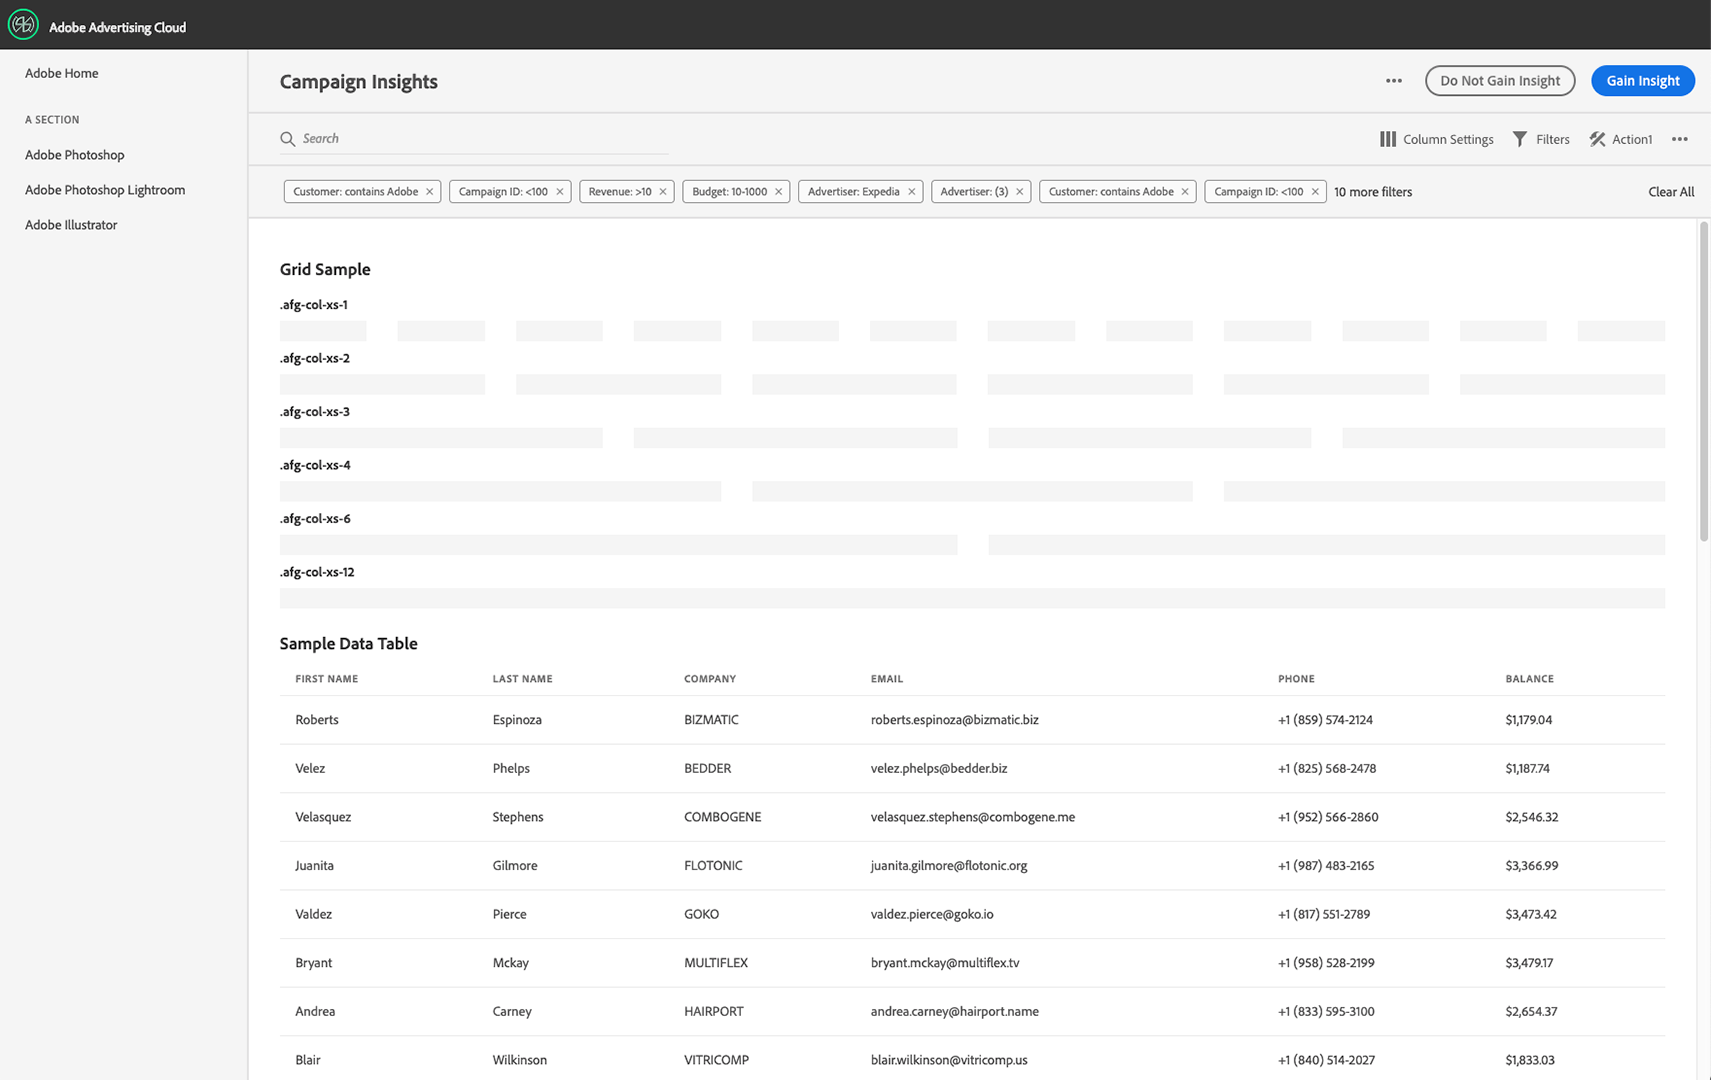 Adobe Advertising Cloud
Adobe Home
A SECTION
Adobe Photoshop
Adobe Photoshop Lightroom
Adobe Illustrator
Campaign Insights
Do Not Gain Insight
Gain Insight
Search
Column Settings
Filters
Action1
Customer: contains Adobe
Campaign ID: <100
Revenue: >10
Budget: 10-1000
Advertiser: Expedia
Advertiser: (3)
Customer: contains Adobe
Campaign ID: <100
10 more filters
Clear All
Grid Sample
.afg-col-xs-1
.afg-col-xs-2
.afg-col-xs-3
.afg-col-xs-4
.afg-col-xs-6
.afg-col-xs-12
Sample Data Table
FIRST NAME LAST NAME COMPANY EMAIL PHONE BALANCE
Roberts Espinoza BIZMATIC roberts.espinoza@bizmatic.biz +1 (859) 574-2124 $1,179.04
Velez Phelps BEDDER velez.phelps@bedder.biz +1 (825) 568-2478 $1,187.74
Velasquez Stephens COMBOGENE velasquez.stephens@combogene.me +1 (952) 566-2860 $2,546.32
Juanita Gilmore FLOTONIC juanita.gilmore@flotonic.org +1 (987) 483-2165 $3,366.99
Valdez Pierce GOKO valdez.pierce@goko.io +1 (817) 551-2789 $3,473.42
Bryant Mckay MULTIFLEX bryant.mckay@multiflex.tv +1 (958) 528-2199 $3,479.17
Andrea Carney HAIRPORT andrea.carney@hairport.name +1 (833) 595-3100 $2,654.37
Blair Wilkinson VITRICOMP blair.wilkinson@vitricomp.us +1 (840) 514-2027 $1,833.03